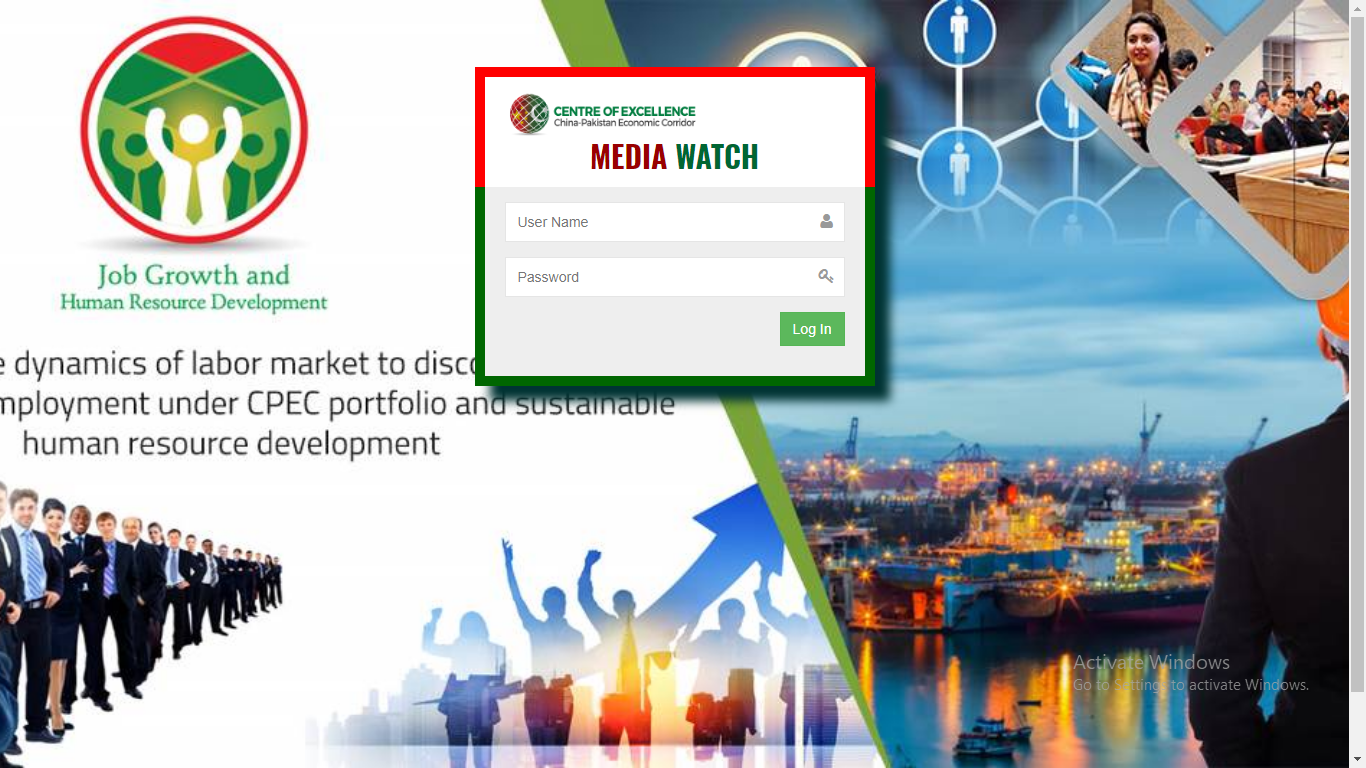 CENTRE OF EXCELLENCE
China-Pakistan Economic Corridor
MEDIA WATCH
User Name
Password
Log In
Job Growth and
Human Resource Development
dynamics of labor market to
employment under CPEC portfolio and sustainable
human resource development
Activate Windows
Go to Settings to activate Windows.